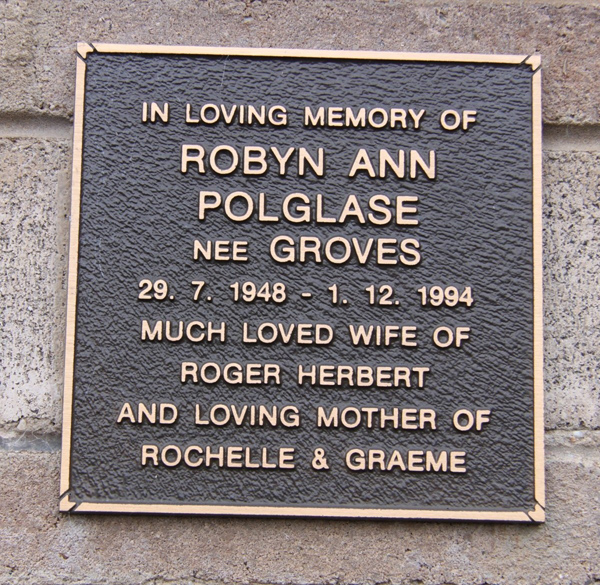 IN LOVING MEMORY OF
ROBYN ANN
POLGLASE
NEE GROVES
29. 7. 1948 - 1. 12. 1994
MUCH LOVED WIFE OF
ROGER HERBERT
AND LOVING MOTHER OF
ROCHELLE & GRAEME